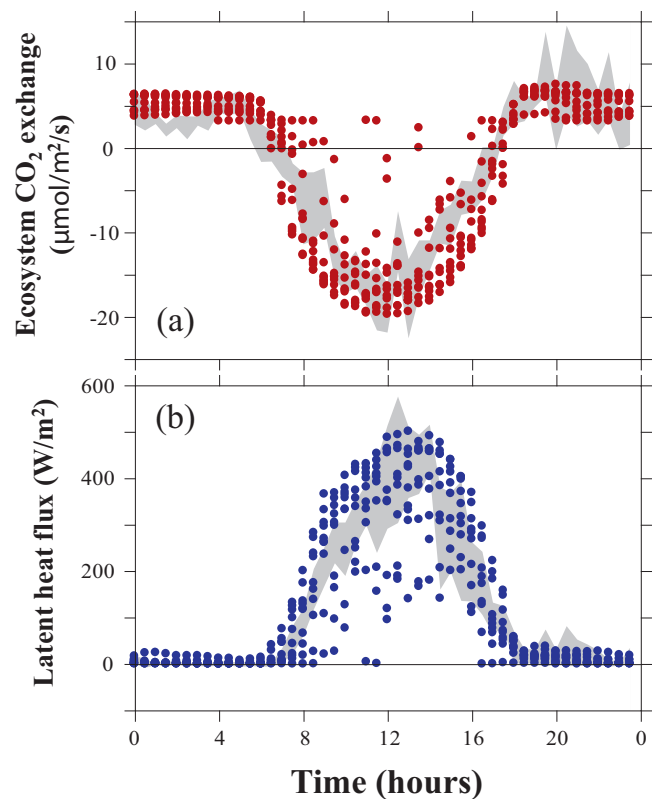 Ecosystem CO₂ exchange
((μmol/m²/s)
10
0
-10
-20
(a)
Latent heat flux (W/m²)
600
400
200
0
(b)
0 4 8 12 16 20 0
Time (hours)